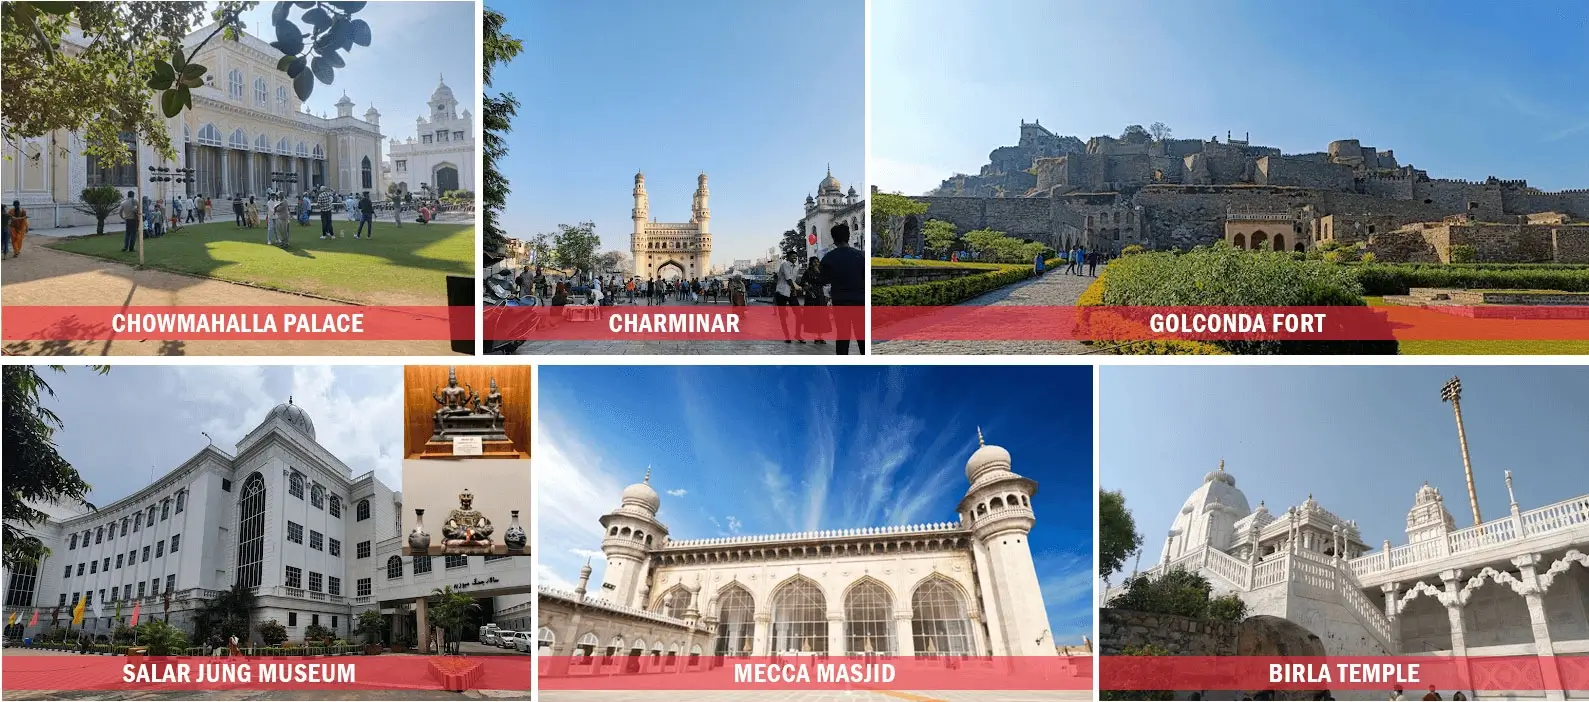 CHOWMAHALLA PALACE
CHARMINAR
GOLCONDA FORT
SALAR JUNG MUSEUM
MECCA MASJID
BIRLA TEMPLE